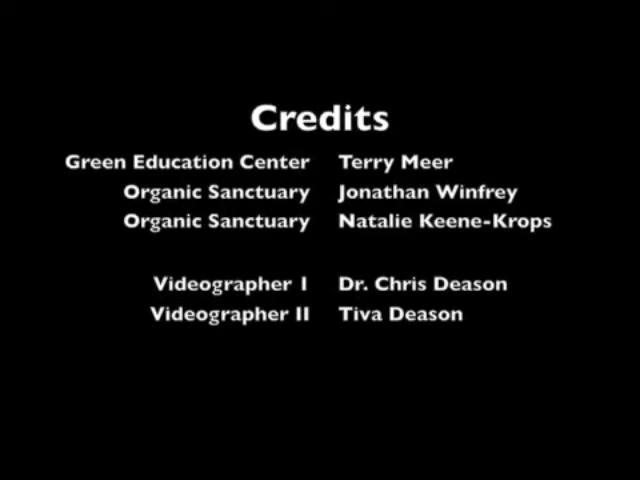 Credits
Green Education Center Terry Meer
Organic Sanctuary Jonathan Winfrey
Organic Sanctuary Natalie Keene-Krops
Videographer I Dr. Chris Deason
Videographer II Tiva Deason